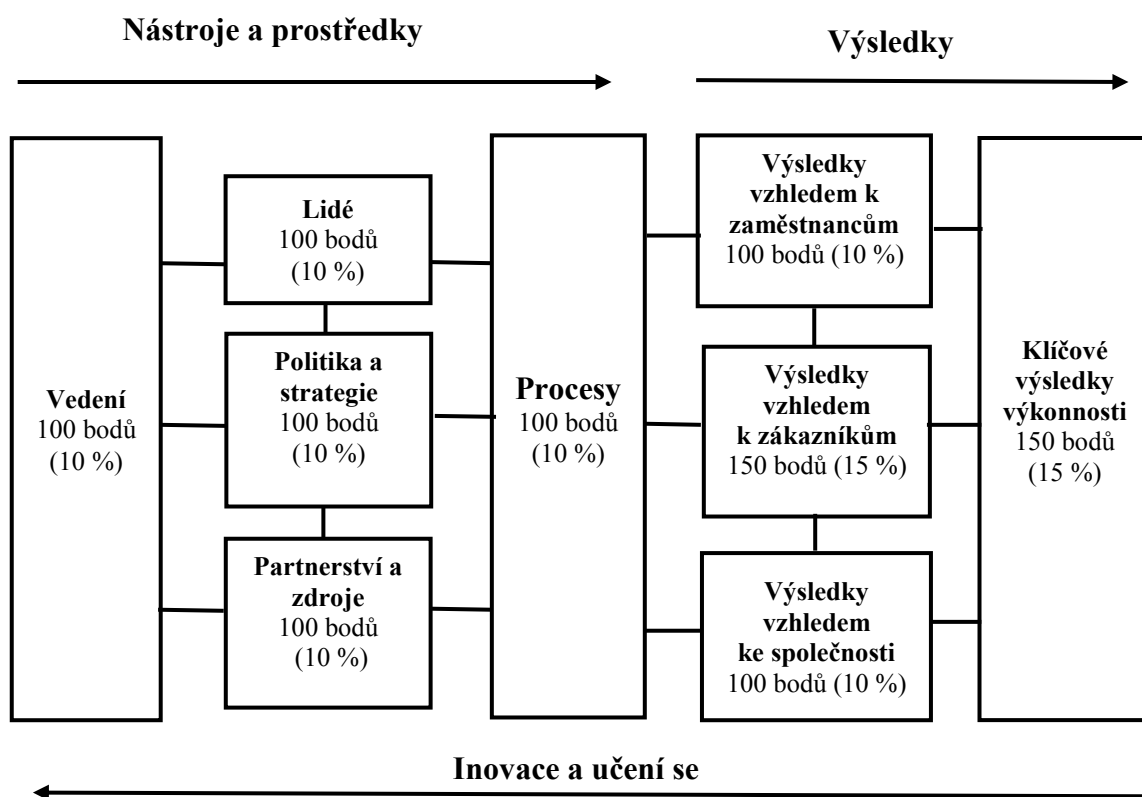 Nástroje a prostředky
Výsledky
Vedení
100 bodů
(10 %)
Lidé
100 bodů
(10 %)
Politika a
strategie
100 bodů
(10 %)
Partnerství a
zdroje
100 bodů
(10 %)
Procesy
100 bodů
(10 %)
Výsledky
vzhledem k
zaměstnancům
100 bodů (10 %)
Výsledky
vzhledem
k zákazníkům
150 bodů (15 %)
Výsledky
vzhledem
ke společnosti
100 bodů (10 %)
Klíčové
výsledky
výkonnosti
150 bodů
(15 %)
Inovace a učení se